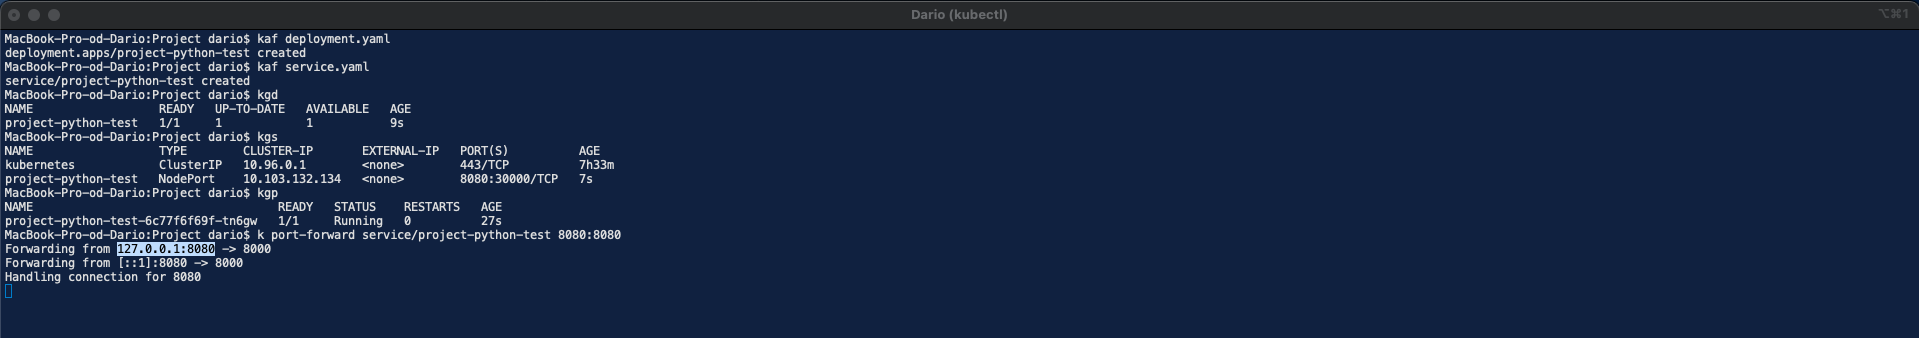 Dario (kubectl)
⌥⌘1
MacBook-Pro-od-Dario:Project dario$ kaf deployment.yaml
deployment.apps/project-python-test created
MacBook-Pro-od-Dario:Project dario$ kaf service.yaml
service/project-python-test created
MacBook-Pro-od-Dario:Project dario$ kgd
NAME                  READY   UP-TO-DATE   AVAILABLE   AGE
project-python-test   1/1     1            1           9s
MacBook-Pro-od-Dario:Project dario$ kgs
NAME                  TYPE        CLUSTER-IP       EXTERNAL-IP   PORT(S)          AGE
kubernetes            ClusterIP   10.96.0.1        <none>        443/TCP          7h33m
project-python-test   NodePort    10.103.132.134   <none>        8080:30000/TCP   7s
MacBook-Pro-od-Dario:Project dario$ kgp
NAME                                   READY   STATUS    RESTARTS   AGE
project-python-test-6c77f6f69f-tn6gw   1/1     Running   0          27s
MacBook-Pro-od-Dario:Project dario$ k port-forward service/project-python-test 8080:8080
Forwarding from 127.0.0.1:8080 -> 8000
Forwarding from [::1]:8080 -> 8000
Handling connection for 8080